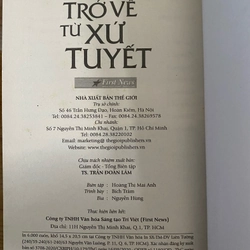 TRỞ VỀ
TỪ XỨ
TUYẾT
First News
NHÀ XUẤT BẢN THẾ GIỚI
Trụ sở chính:
Số 46 Trần Hưng Đạo, Hoàn Kiếm, Hà Nội
Tel: 0084.24.38253841 - Fax: 0084.24.38269578
Chi nhánh:
Số 7 Nguyễn Thị Minh Khai, Quận 1, TP. Hồ Chí Minh
Tel: 0084.28.38220102
Email: marketing@thegioipublishers.vn
Website: www.thegioipublishers.vn
Chịu trách nhiệm xuất bản:
Giám đốc - Tổng Biên tập
TS. TRẦN ĐOÀN LÂM
Biên tập : Hoàng Thị Mai Anh
Trình bày : Bích Trâm
Bìa : Nguyên Hùng
Thực hiện liên kết:
Công ty TNHH Văn hóa Sáng tạo Trí Việt (First News)
Địa chỉ: 11H Nguyễn Thị Minh Khai, Q.1, TP. HCM